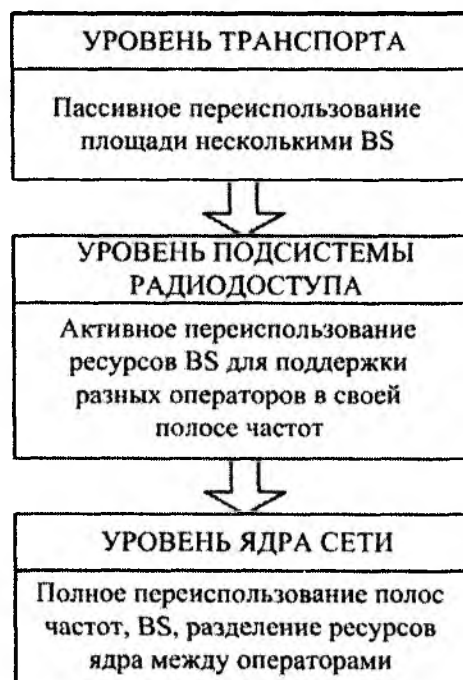 УРОВЕНЬ ТРАНСПОРТА
Пассивное переиспользование
площади несколькими BS
УРОВЕНЬ ПОДСИСТЕМЫ
РАДИОДОСТУПА
Активное переиспользование
ресурсов BS для поддержки
разных операторов в своей
полосе частот
УРОВЕНЬ ЯДРА СЕТИ
Полное переиспользование полос
частот, BS, разделение ресурсов
ядра между операторами